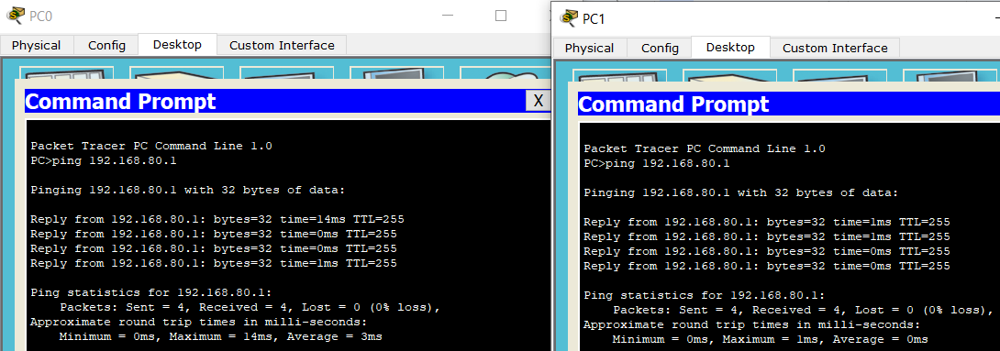 PC0
Physical Config Desktop Custom Interface
Command Prompt X
Packet Tracer PC Command Line 1.0
PC>ping 192.168.80.1
Pinging 192.168.80.1 with 32 bytes of data:
Reply from 192.168.80.1: bytes=32 time=14ms TTL=255
Reply from 192.168.80.1: bytes=32 time=0ms TTL=255
Reply from 192.168.80.1: bytes=32 time=0ms TTL=255
Reply from 192.168.80.1: bytes=32 time=1ms TTL=255
Ping statistics for 192.168.80.1:
Packets: Sent = 4, Received = 4, Lost = 0 (0% loss),
Approximate round trip times in milli-seconds:
Minimum = 0ms, Maximum = 14ms, Average = 3ms
PC1
Physical Config Desktop Custom Interface
Command Prompt
Packet Tracer PC Command Line 1.0
PC>ping 192.168.80.1
Pinging 192.168.80.1 with 32 bytes of data:
Reply from 192.168.80.1: bytes=32 time=1ms TTL=255
Reply from 192.168.80.1: bytes=32 time=1ms TTL=255
Reply from 192.168.80.1: bytes=32 time=0ms TTL=255
Reply from 192.168.80.1: bytes=32 time=0ms TTL=255
Ping statistics for 192.168.80.1:
Packets: Sent = 4, Received = 4, Lost = 0 (0% loss),
Approximate round trip times in milli-seconds:
Minimum = 0ms, Maximum = 1ms, Average = 0ms